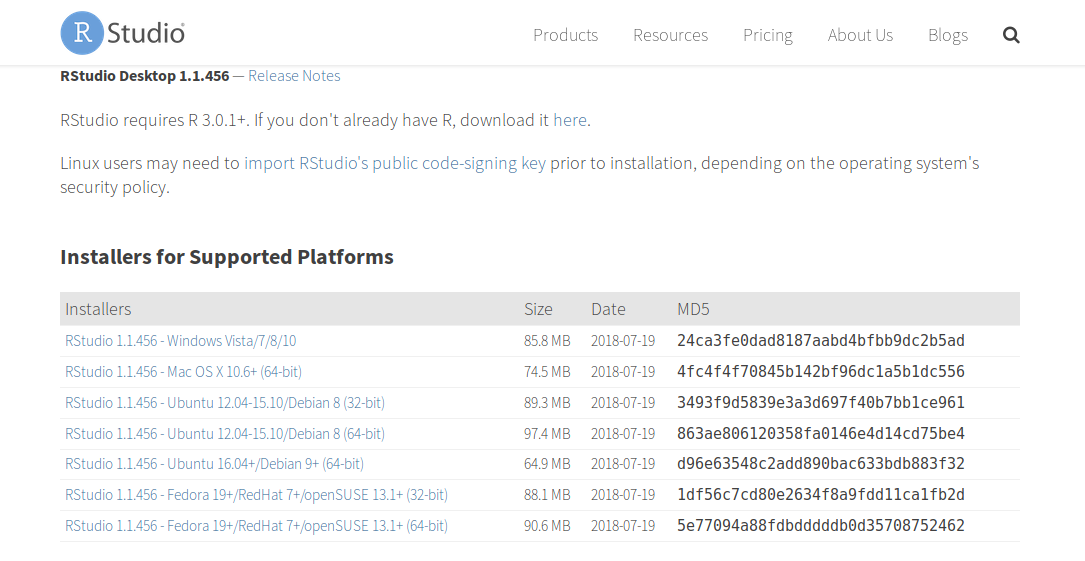 R Studio®
Products Resources Pricing About Us Blogs
RStudio Desktop 1.1.456 — Release Notes
RStudio requires R 3.0.1+. If you don't already have R, download it here.
Linux users may need to import RStudio's public code-signing key prior to installation, depending on the operating system's
security policy.
Installers for Supported Platforms
Installers Size Date MD5
RStudio 1.1.456 - Windows Vista/7/8/10 85.8 MB 2018-07-19 24ca3fe0dad8187aabd4bfbb9dc2b5ad
RStudio 1.1.456 - Mac OS X 10.6+ (64-bit) 74.5 MB 2018-07-19 4fc4f4f70845b142bf96dc1a5b1dc556
RStudio 1.1.456 - Ubuntu 12.04-15.10/Debian 8 (32-bit) 89.3 MB 2018-07-19 3493f9d5839e3a3d697f40b7bb1ce961
RStudio 1.1.456 - Ubuntu 12.04-15.10/Debian 8 (64-bit) 97.4 MB 2018-07-19 863ae806120358fa0146e4d14cd75be4
RStudio 1.1.456 - Ubuntu 16.04+/Debian 9+ (64-bit) 64.9 MB 2018-07-19 d96e63548c2add890bac633bdb883f32
RStudio 1.1.456 - Fedora 19+/RedHat 7+/openSUSE 13.1+ (32-bit) 88.1 MB 2018-07-19 1df56c7cd80e2634f8a9fdd11ca1fb2d
RStudio 1.1.456 - Fedora 19+/RedHat 7+/openSUSE 13.1+ (64-bit) 90.6 MB 2018-07-19 5e77094a88fdbdddddb0d35708752462